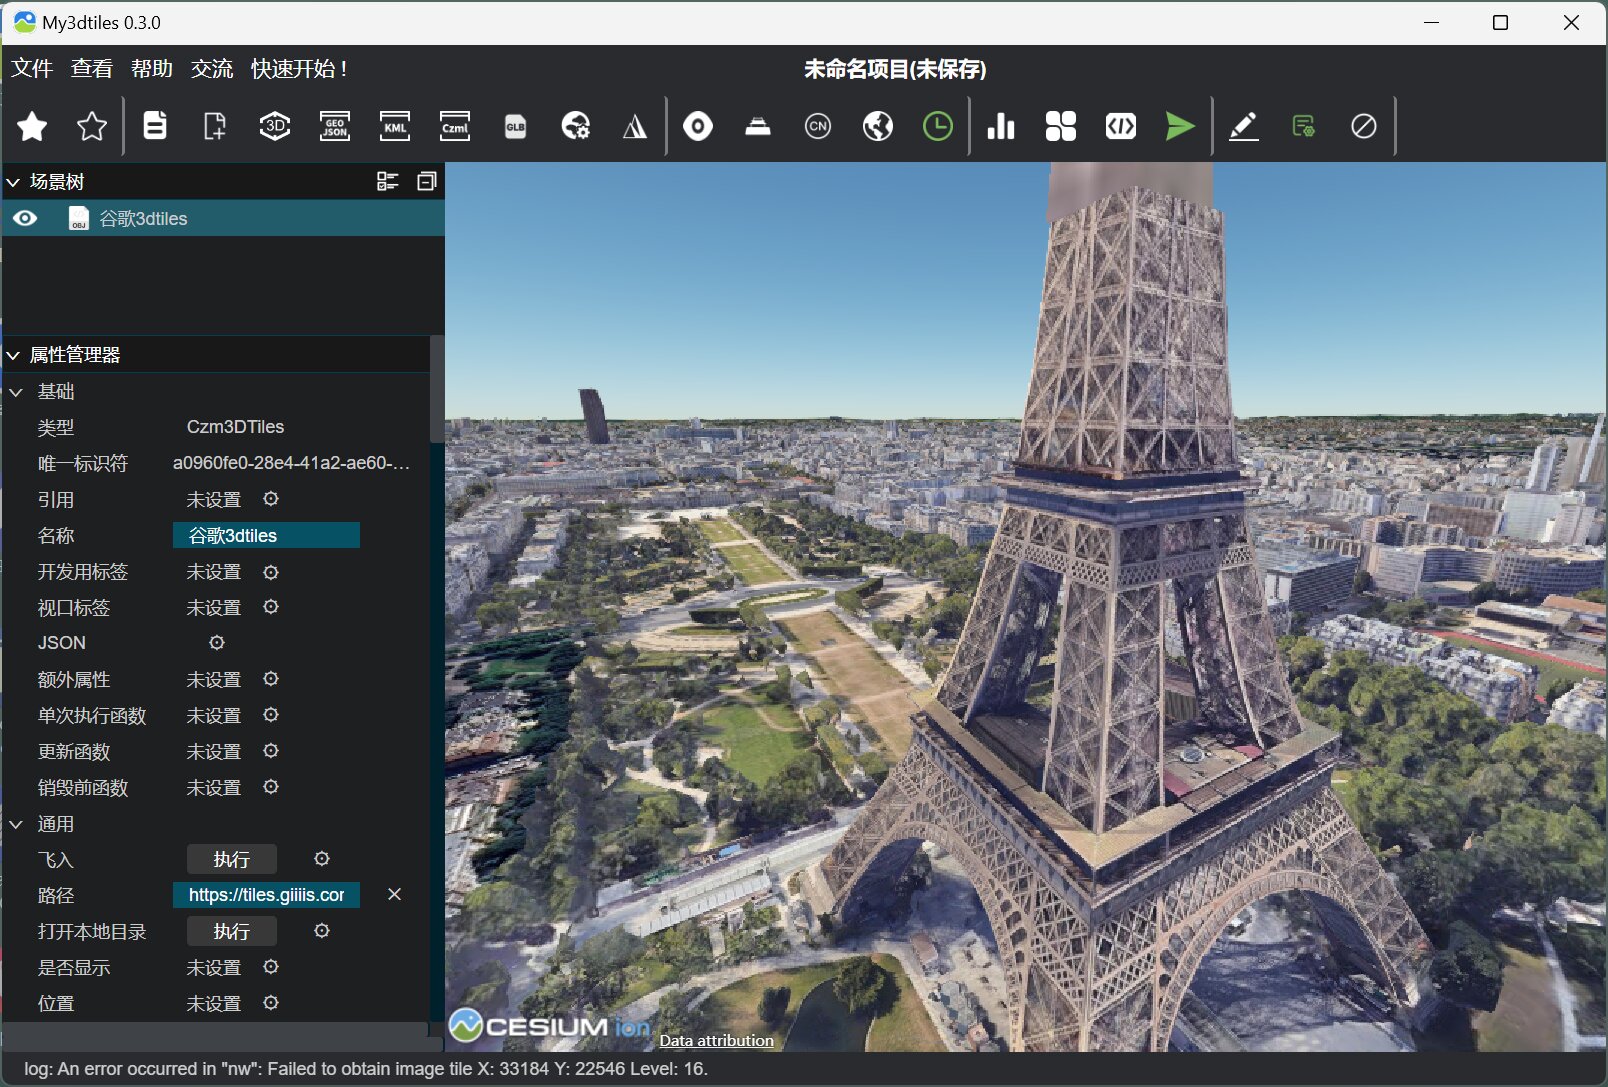 My3dtiles 0.3.0
文件 查看 帮助 交流 快速开始！ 未命名项目(未保存)
3D GEO JSON KML Czml GLB CN
场景树
OBJ 谷歌3dtiles
属性管理器
基础
类型 Czm3DTiles
唯一标识符 a0960fe0-28e4-41a2-ae60-...
引用 未设置
名称 谷歌3dtiles
开发用标签 未设置
视口标签 未设置
JSON
额外属性 未设置
单次执行函数 未设置
更新函数 未设置
销毁前函数 未设置
通用
飞入 执行
路径 https://tiles.giiiis.cor
打开本地目录 执行
是否显示 未设置
位置 未设置
CESIUM ion Data attribution
log: An error occurred in "nw": Failed to obtain image tile X: 33184 Y: 22546 Level: 16.